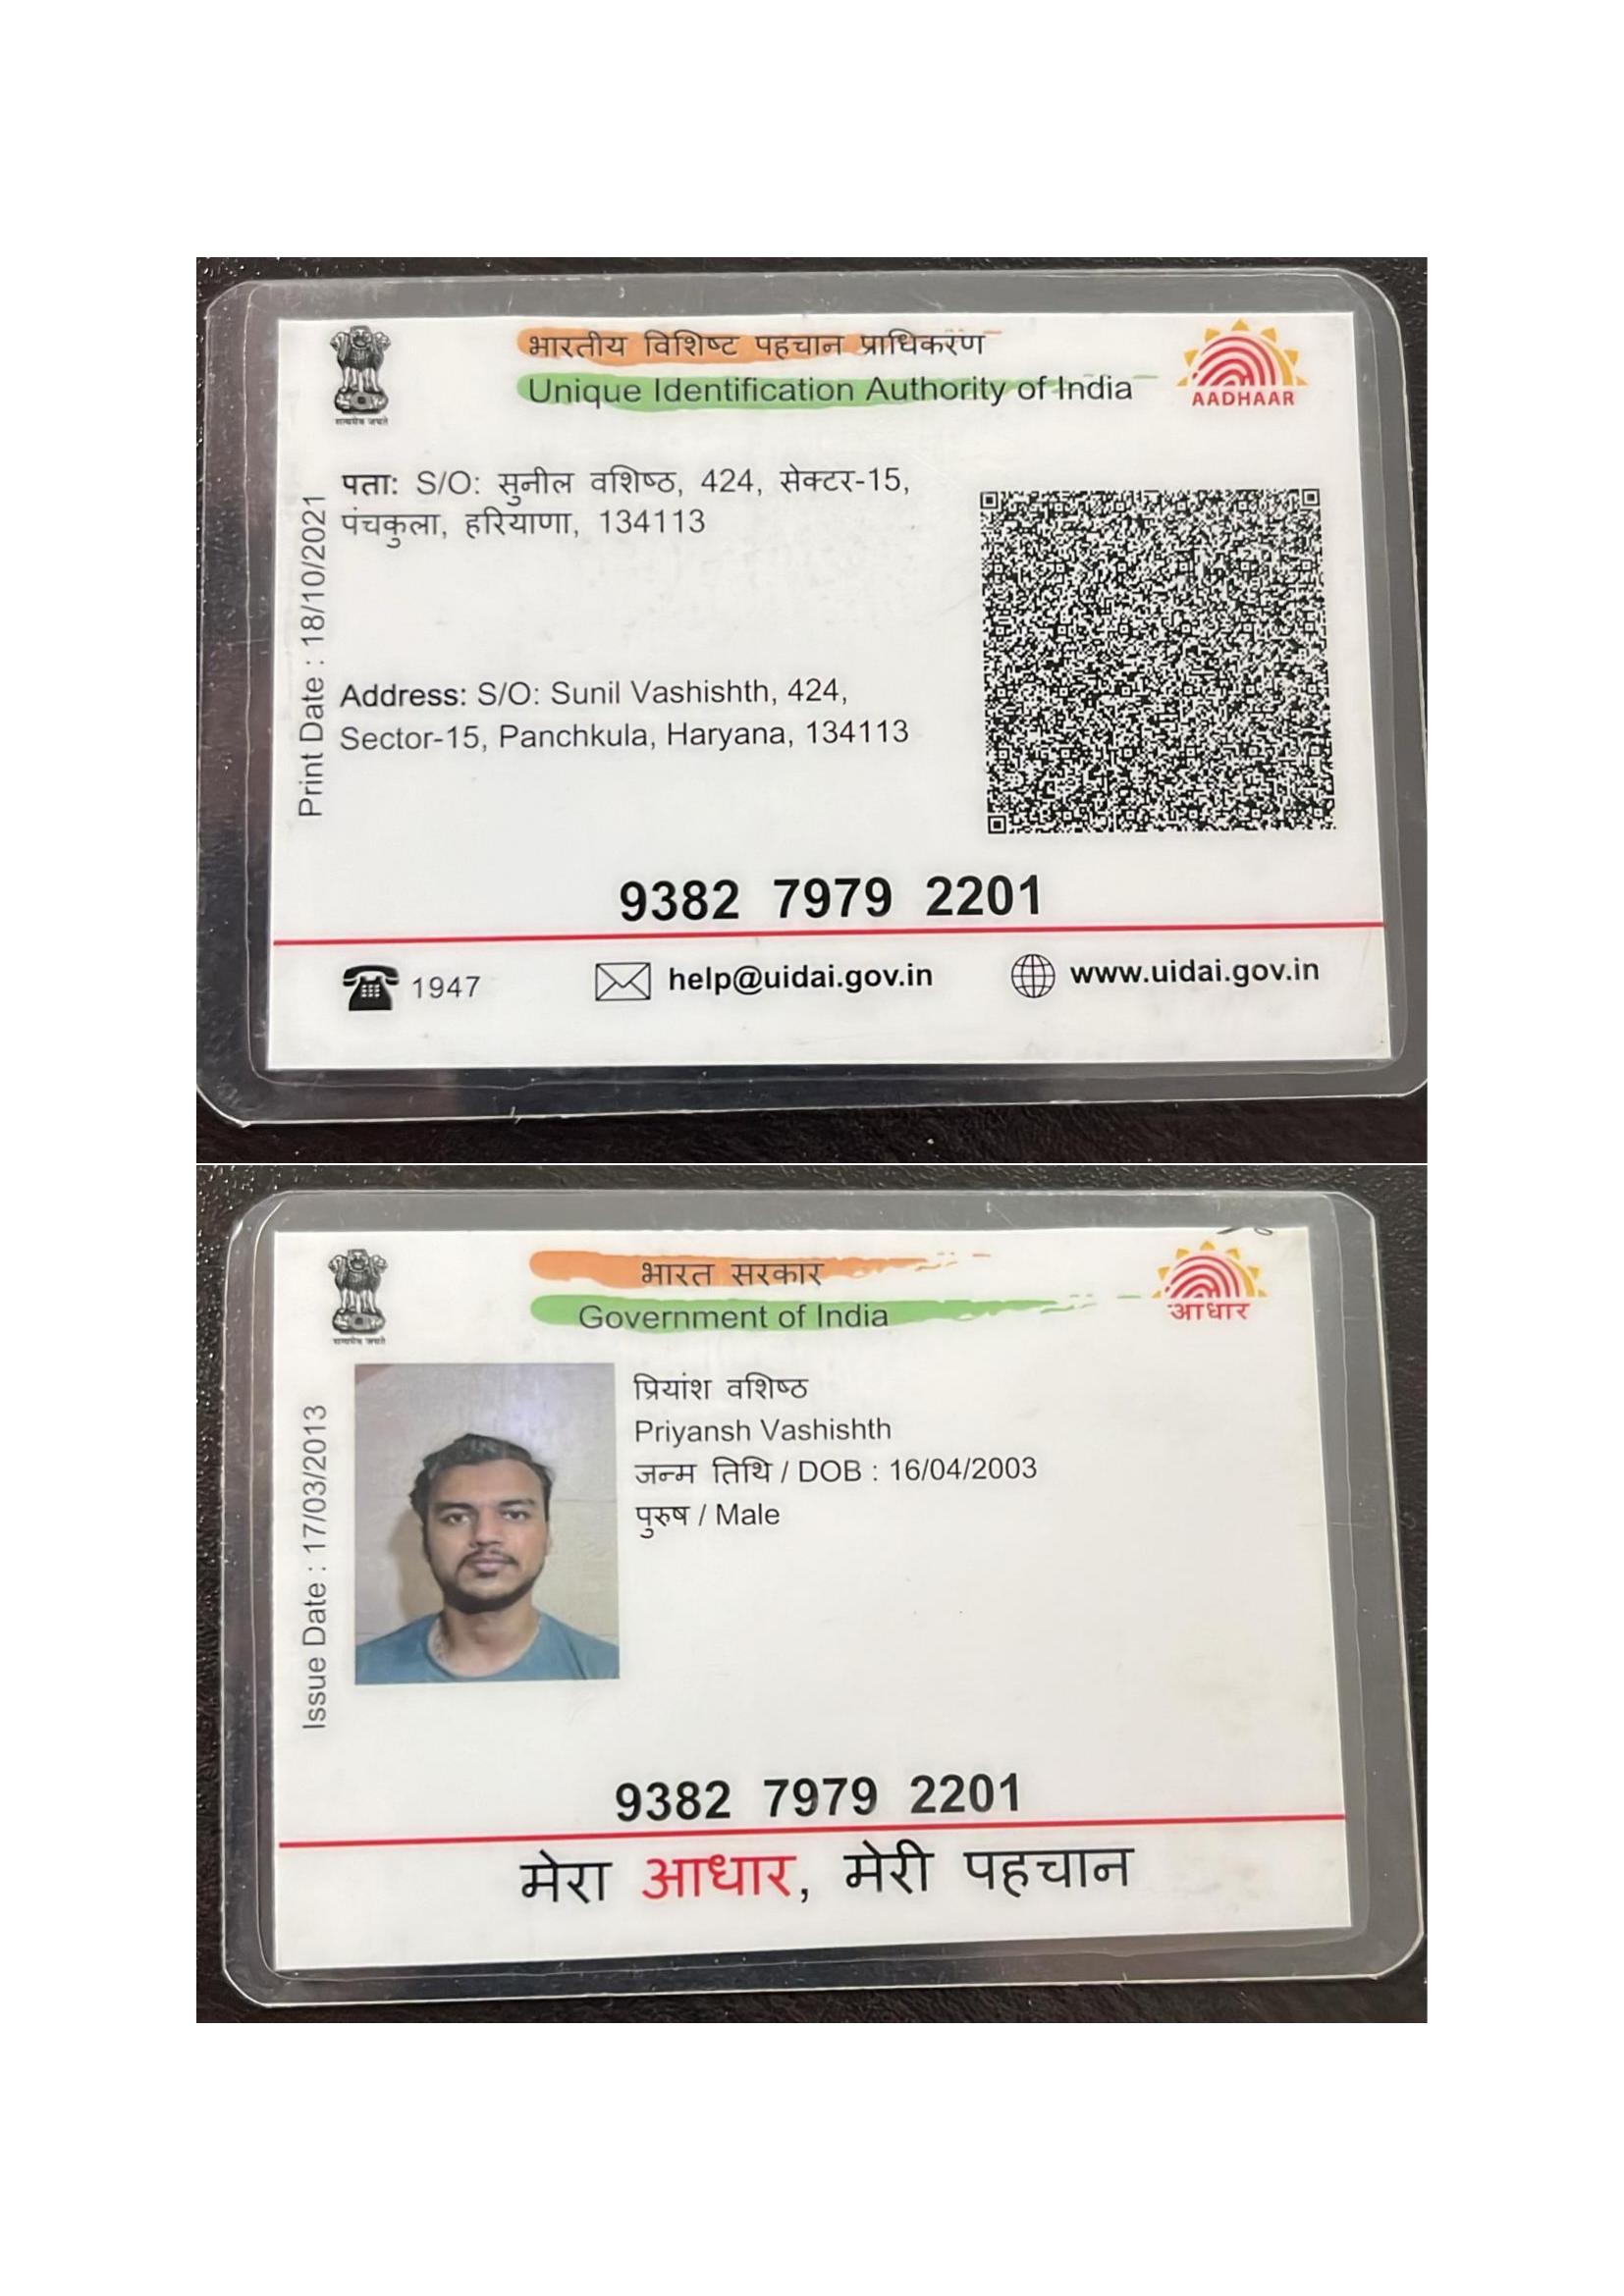 भारतीय विशिष्ट पहचान प्राधिकरण
Unique Identification Authority of India
AADHAAR
सत्यमेव जयते
Print Date : 18/10/2021
पता: S/O: सुनील वशिष्ठ, 424, सेक्टर-15,
पंचकुला, हरियाणा, 134113
Address: S/O: Sunil Vashishth, 424,
Sector-15, Panchkula, Haryana, 134113
9382 7979 2201
1947
help@uidai.gov.in
www.uidai.gov.in
भारत सरकार
Government of India
आधार
सत्यमेव जयते
Issue Date : 17/03/2013
प्रियांश वशिष्ठ
Priyansh Vashishth
जन्म तिथि / DOB : 16/04/2003
पुरुष / Male
9382 7979 2201
मेरा आधार, मेरी पहचान